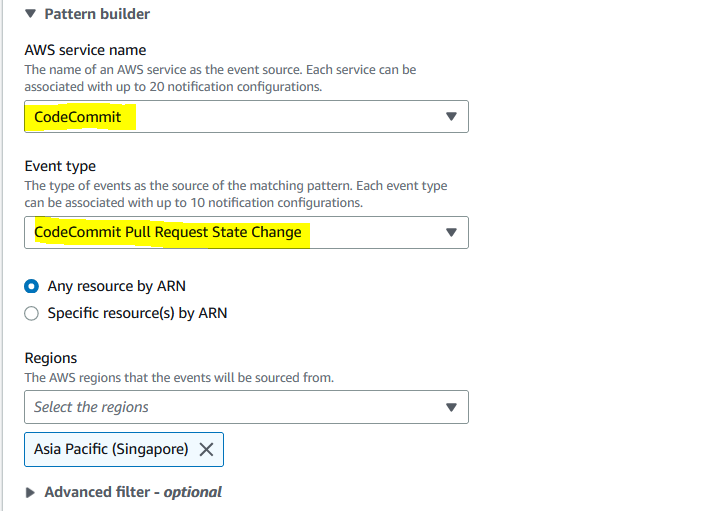 Pattern builder
AWS service name
The name of an AWS service as the event source. Each service can be
associated with up to 20 notification configurations.
CodeCommit
Event type
The type of events as the source of the matching pattern. Each event type
can be associated with up to 10 notification configurations.
CodeCommit Pull Request State Change
Any resource by ARN
Specific resource(s) by ARN
Regions
The AWS regions that the events will be sourced from.
Select the regions
Asia Pacific (Singapore)
Advanced filter - optional